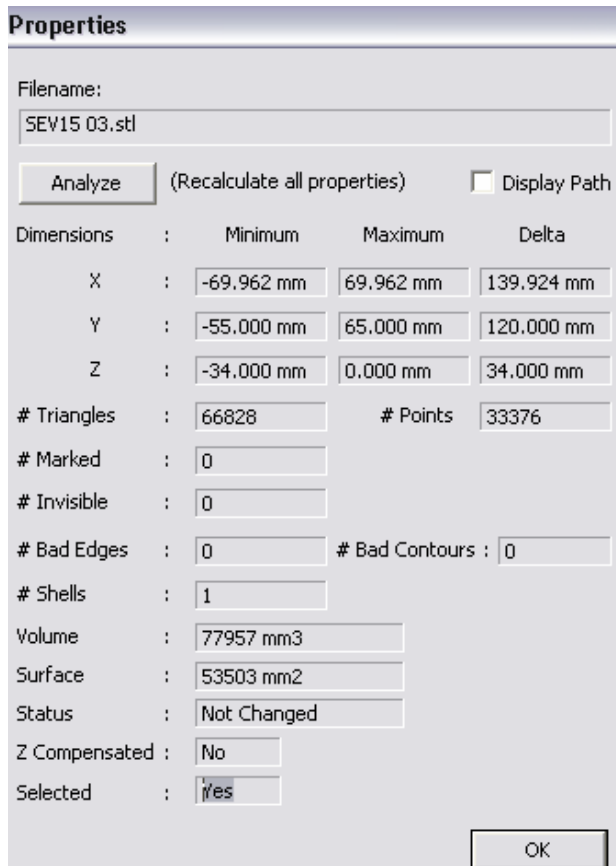 Properties
Filename:
SEV15 03.stl
Analyze (Recalculate all properties) Display Path
Dimensions : Minimum Maximum Delta
X : -69.962 mm 69.962 mm 139.924 mm
Y : -55.000 mm 65.000 mm 120.000 mm
Z : -34.000 mm 0.000 mm 34.000 mm
# Triangles : 66828 # Points 33376
# Marked : 0
# Invisible : 0
# Bad Edges : 0 # Bad Contours : 0
# Shells : 1
Volume : 77957 mm3
Surface : 53503 mm2
Status : Not Changed
Z Compensated : No
Selected : Yes
OK